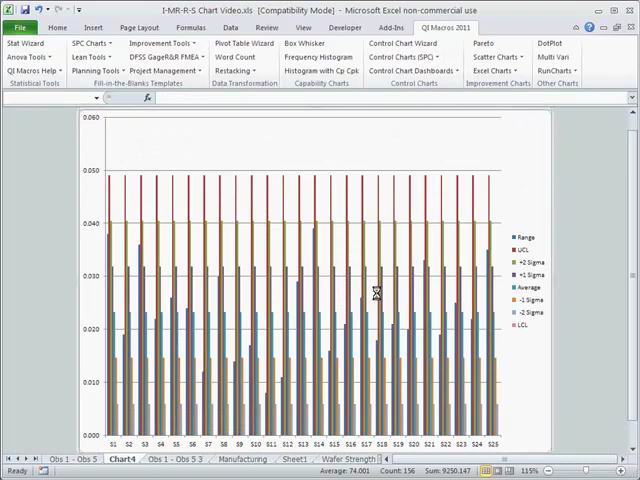 I-MR-R-S Chart Video.xls [Compatibility Mode] - Microsoft Excel non-commercial use
File Home Insert Page Layout Formulas Data Review View Developer Add-Ins QI Macros 2011
Stat Wizard SPC Charts Improvement Tools Pivot Table Wizard Box Whisker Control Chart Wizard Pareto DotPlot
Anova Tools Lean Tools DFSS GageR&R FMEA Word Count Frequency Histogram Control Charts (SPC) Scatter Charts Multi Vari
QI Macros Help Planning Tools Project Management Restacking Histogram with Cp Cpk Control Chart Dashboards Excel Charts RunCharts
Statistical Tools Fill-in-the-Blanks Templates Data Transformation Capability Charts Control Charts Other Charts
fx
0.060
0.050
0.040
0.030
0.020
0.010
0.000
Range
UCL
+2 Sigma
+1 Sigma
Average
-1 Sigma
-2 Sigma
LCL
S1 S2 S3 S4 S5 S6 S7 S8 S9 S10 S11 S12 S13 S14 S15 S16 S17 S18 S19 S20 S21 S22 S23 S24 S25
Obs 1 - Obs 5 Chart4 Obs 1 - Obs 5 3 Manufacturing Sheet1 Wafer Strength
Ready Average: 74.001 Count: 156 Sum: 9250.147 115%